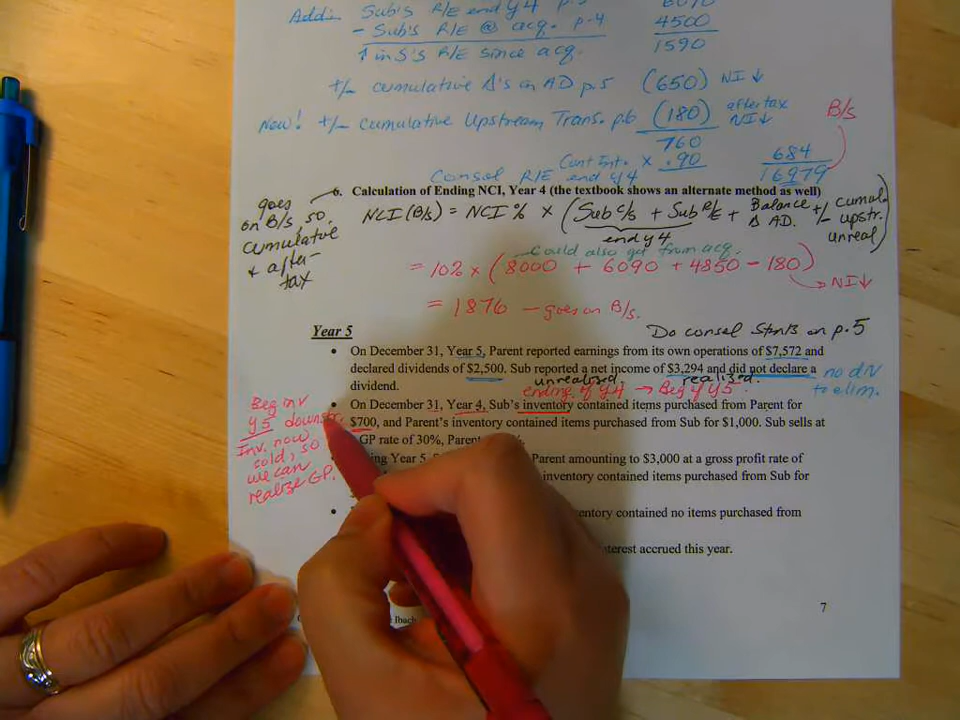 Add: Sub's R/E end y4 p.5
- Sub's R/E @ acq. p.4 4500
↑ in S's R/E since acq. 1590
+/- cumulative Δ's on AD p.5 (650) NI↓
New! +/- Cumulative Upstream Trans. p.6 (180) after tax NI↓
760
Cont Int. × .90 684
Consol R/E end y4 16979
B/s
6. Calculation of Ending NCI, Year 4 (the textbook shows an alternate method as well)
goes on B/s, so cumulative + after-tax
NCI (B/s) = NCI % × (Sub C/s + Sub R/E + Balance Δ AD. +/- cumul. upstr. unreal)
end y4
could also get from acq.
= 10% × (8000 + 6090 + 4850 - 180)
→ NI↓
= 1876 - goes on B/s.
Year 5
Do consol Stmts on p.5
• On December 31, Year 5, Parent reported earnings from its own operations of $7,572 and
declared dividends of $2,500. Sub reported a net income of $3,294 and did not declare a
dividend.
no div to elim.
unrealized. realized.
ending of y4 → Beg of y5
• On December 31, Year 4, Sub's inventory contained items purchased from Parent for
$700, and Parent's inventory contained items purchased from Sub for $1,000. Sub sells at
GP rate of 30%, Parent
Beg inv
y5 downstr.
Inv. now
sold, so
we can
realize GP.
Year 5, Parent amounting to $3,000 at a gross profit rate of
inventory contained items purchased from Sub for
• contained no items purchased from
interest accrued this year.
7
Ibach